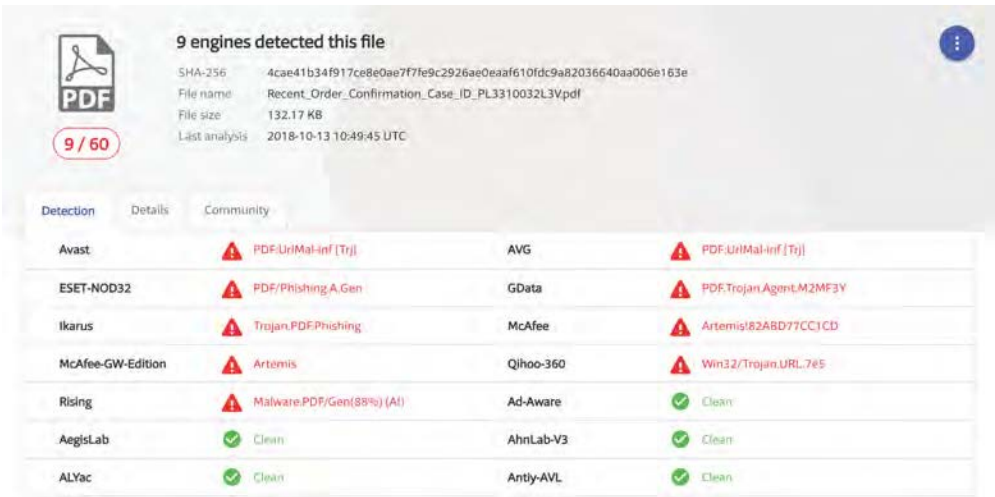 9 engines detected this file
PDF
9 / 60
SHA-256 4cae41b34f917ce8e0ae7f7fe9c2926ae0eaaf610fdc9a82036640aa006e163e
File name Recent_Order_Confirmation_Case_ID_PL3310032L3V.pdf
File size 132.17 KB
Last analysis 2018-10-13 10:49:45 UTC
Detection Details Community
Avast PDF:UrlMal-inf [Trj] AVG PDF:UrlMal-inf [Trj]
ESET-NOD32 PDF/Phishing.A.Gen GData PDF.Trojan.Agent.M2MF3Y
Ikarus Trojan.PDF.Phishing McAfee Artemis!82ABD77CC1CD
McAfee-GW-Edition Artemis Qihoo-360 Win32/Trojan.URL.7e5
Rising Malware.PDF/Gen(88%) (A!) Ad-Aware Clean
AegisLab Clean AhnLab-V3 Clean
ALYac Clean Antiy-AVL Clean